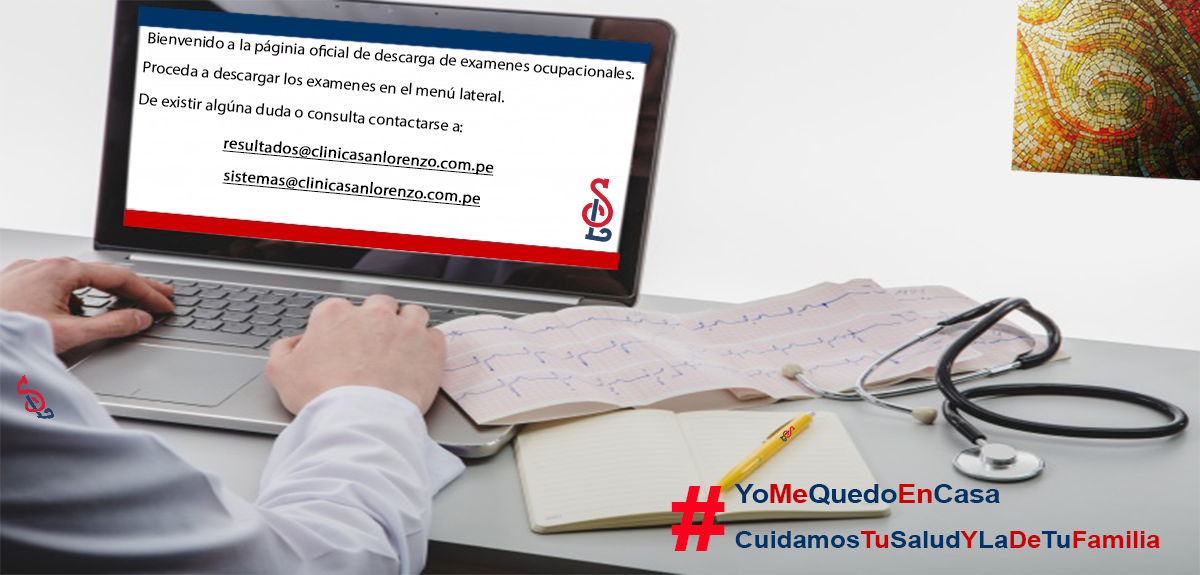 Bienvenido a la páginia oficial de descarga de examenes ocupacionales.
Proceda a descargar los examenes en el menú lateral.
De existir algúna duda o consulta contactarse a:
resultados@clinicasanlorenzo.com.pe
sistemas@clinicasanlorenzo.com.pe
#YoMeQuedoEnCasa
CuidamosTuSaludYLaDeTuFamilia